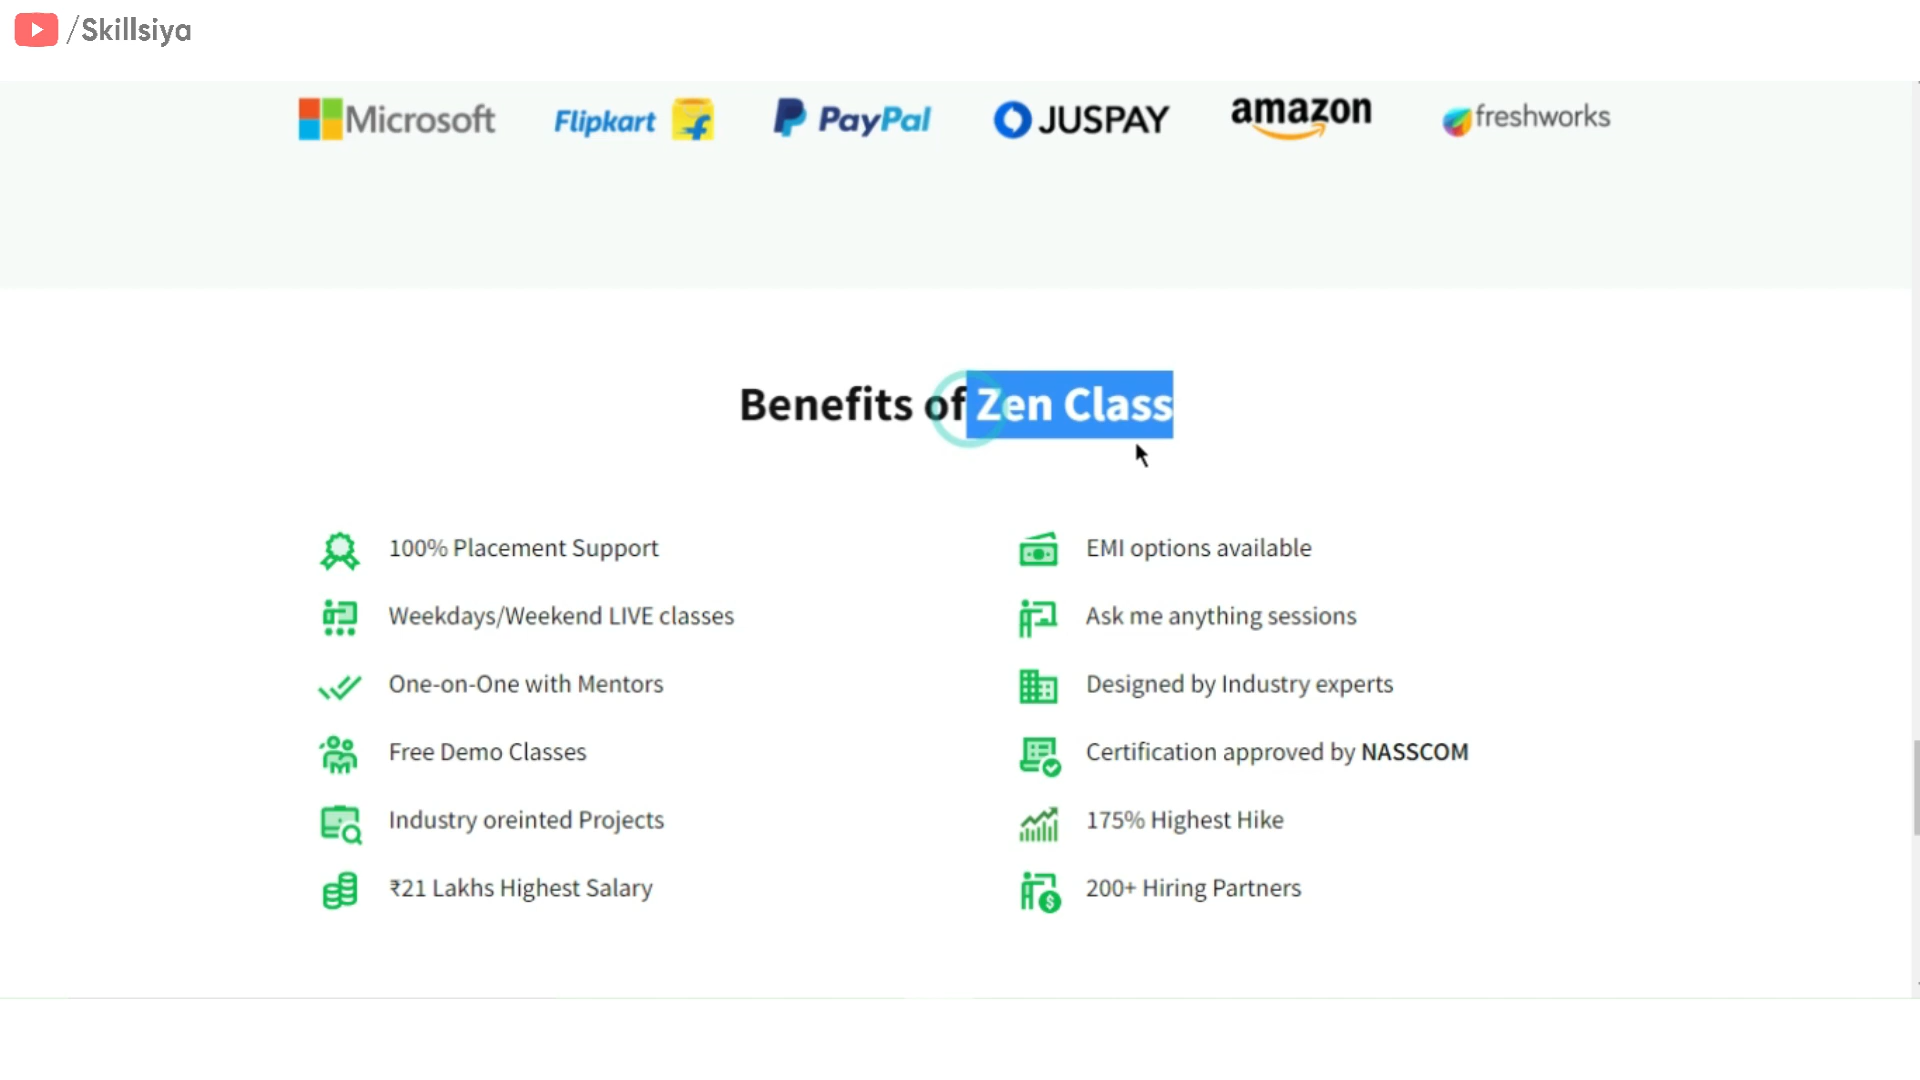 /Skillsiya
Microsoft Flipkart PayPal JUSPAY amazon freshworks
Benefits of Zen Class
100% Placement Support
EMI options available
Weekdays/Weekend LIVE classes
Ask me anything sessions
One-on-One with Mentors
Designed by Industry experts
Free Demo Classes
Certification approved by NASSCOM
Industry oreinted Projects
175% Highest Hike
₹21 Lakhs Highest Salary
200+ Hiring Partners